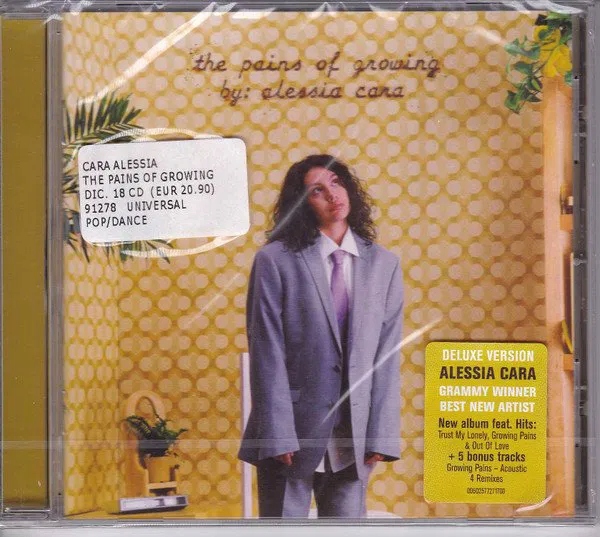 the pains of growing
by: alessia cara
CARA ALESSIA
THE PAINS OF GROWING
DIC. 18 CD (EUR 20.90)
91278 UNIVERSAL
POP/DANCE
DELUXE VERSION
ALESSIA CARA
GRAMMY WINNER
BEST NEW ARTIST
New album feat. Hits:
Trust My Lonely, Growing Pains
& Out Of Love
+ 5 bonus tracks
Growing Pains – Acoustic
4 Remixes